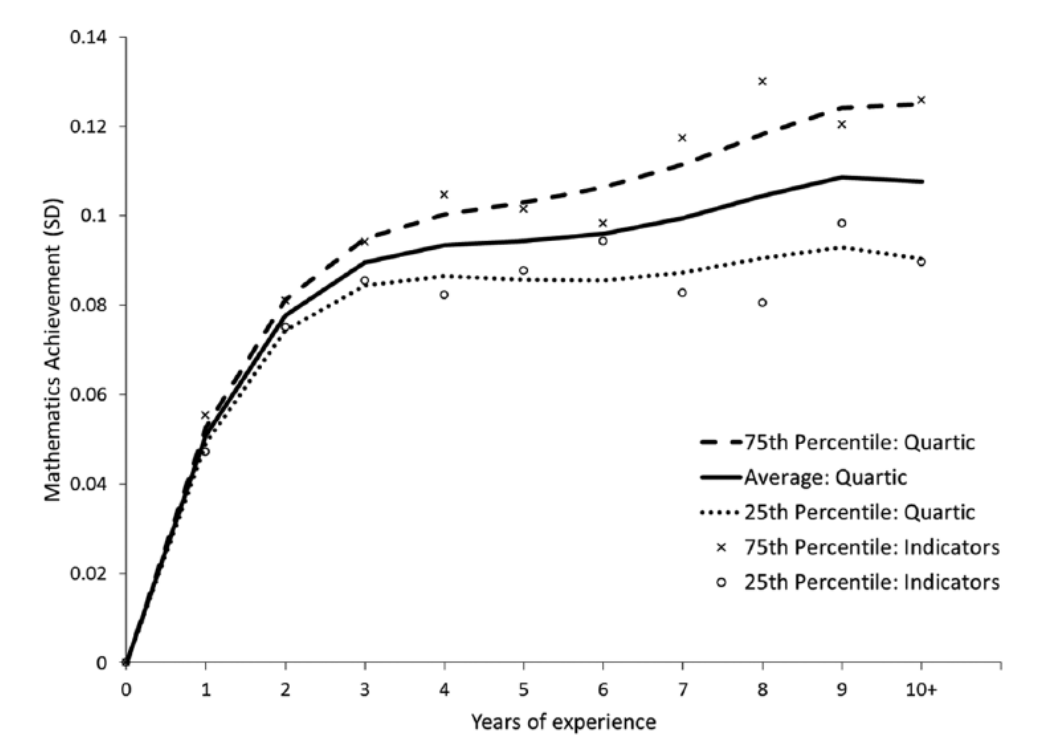 0.14
0.12
0.1
0.08
0.06
0.04
0.02
0
Mathematics Achievement (SD)
75th Percentile: Quartic
Average: Quartic
25th Percentile: Quartic
75th Percentile: Indicators
25th Percentile: Indicators
0 1 2 3 4 5 6 7 8 9 10+
Years of experience